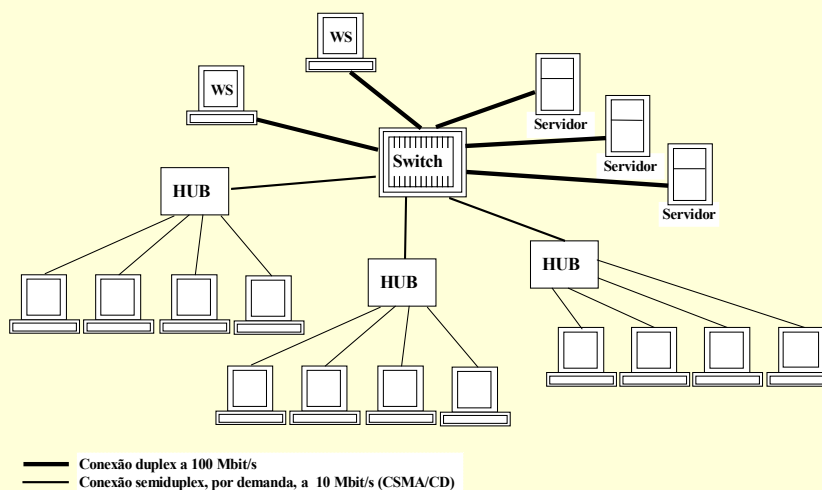 WS
WS
Servidor
Servidor
Servidor
Switch
HUB
HUB
HUB
Conexão duplex a 100 Mbit/s
Conexão semiduplex, por demanda, a 10 Mbit/s (CSMA/CD)